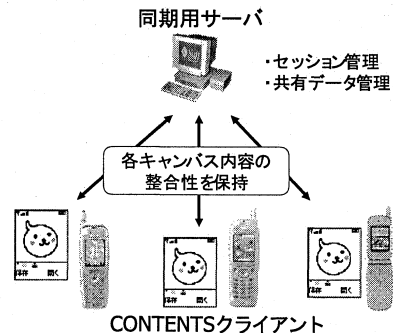 同期用サーバ
・セッション管理
・共有データ管理
各キャンバス内容の
整合性を保持
保存 開く
保存 開く
保存 開く
CONTENTSクライアント